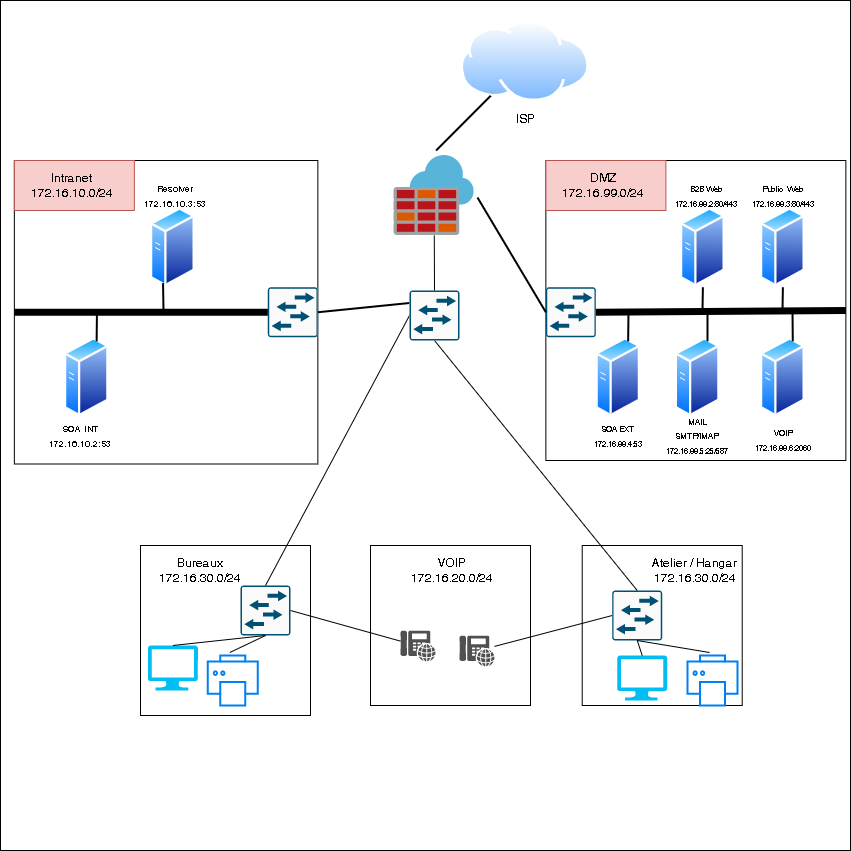 ISP
Intranet
172.16.10.0/24
Resolver
172.16.10.3:53
SOA INT
172.16.10.2:53
DMZ
172.16.99.0/24
B2B Web
172.16.99.2:80/443
Public Web
172.16.99.3:80/443
SOA EXT
172.16.99.4:53
MAIL
SMTP/IMAP
172.16.99.5:25/587
VOIP
172.16.99.6:2060
Bureaux
172.16.30.0/24
VOIP
172.16.20.0/24
Atelier / Hangar
172.16.30.0/24